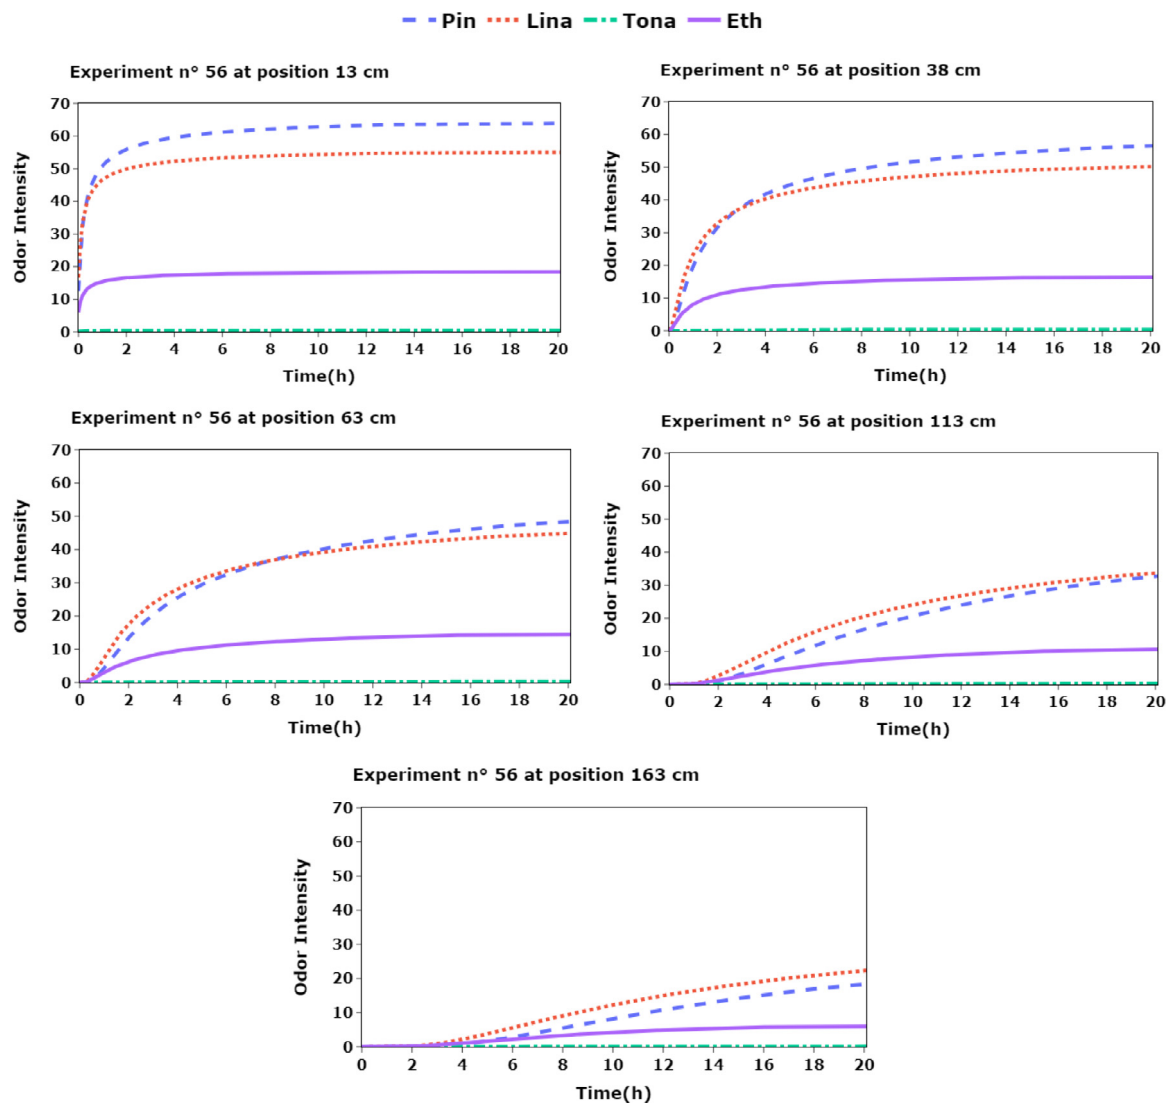 Pin Lina Tona Eth
Experiment n° 56 at position 13 cm
Odor Intensity
70
60
50
40
30
20
10
0
0 2 4 6 8 10 12 14 16 18 20
Time(h)
Experiment n° 56 at position 38 cm
Odor Intensity
70
60
50
40
30
20
10
0
0 2 4 6 8 10 12 14 16 18 20
Time(h)
Experiment n° 56 at position 63 cm
Odor Intensity
70
60
50
40
30
20
10
0
0 2 4 6 8 10 12 14 16 18 20
Time(h)
Experiment n° 56 at position 113 cm
Odor Intensity
70
60
50
40
30
20
10
0
0 2 4 6 8 10 12 14 16 18 20
Time(h)
Experiment n° 56 at position 163 cm
Odor Intensity
70
60
50
40
30
20
10
0
0 2 4 6 8 10 12 14 16 18 20
Time(h)